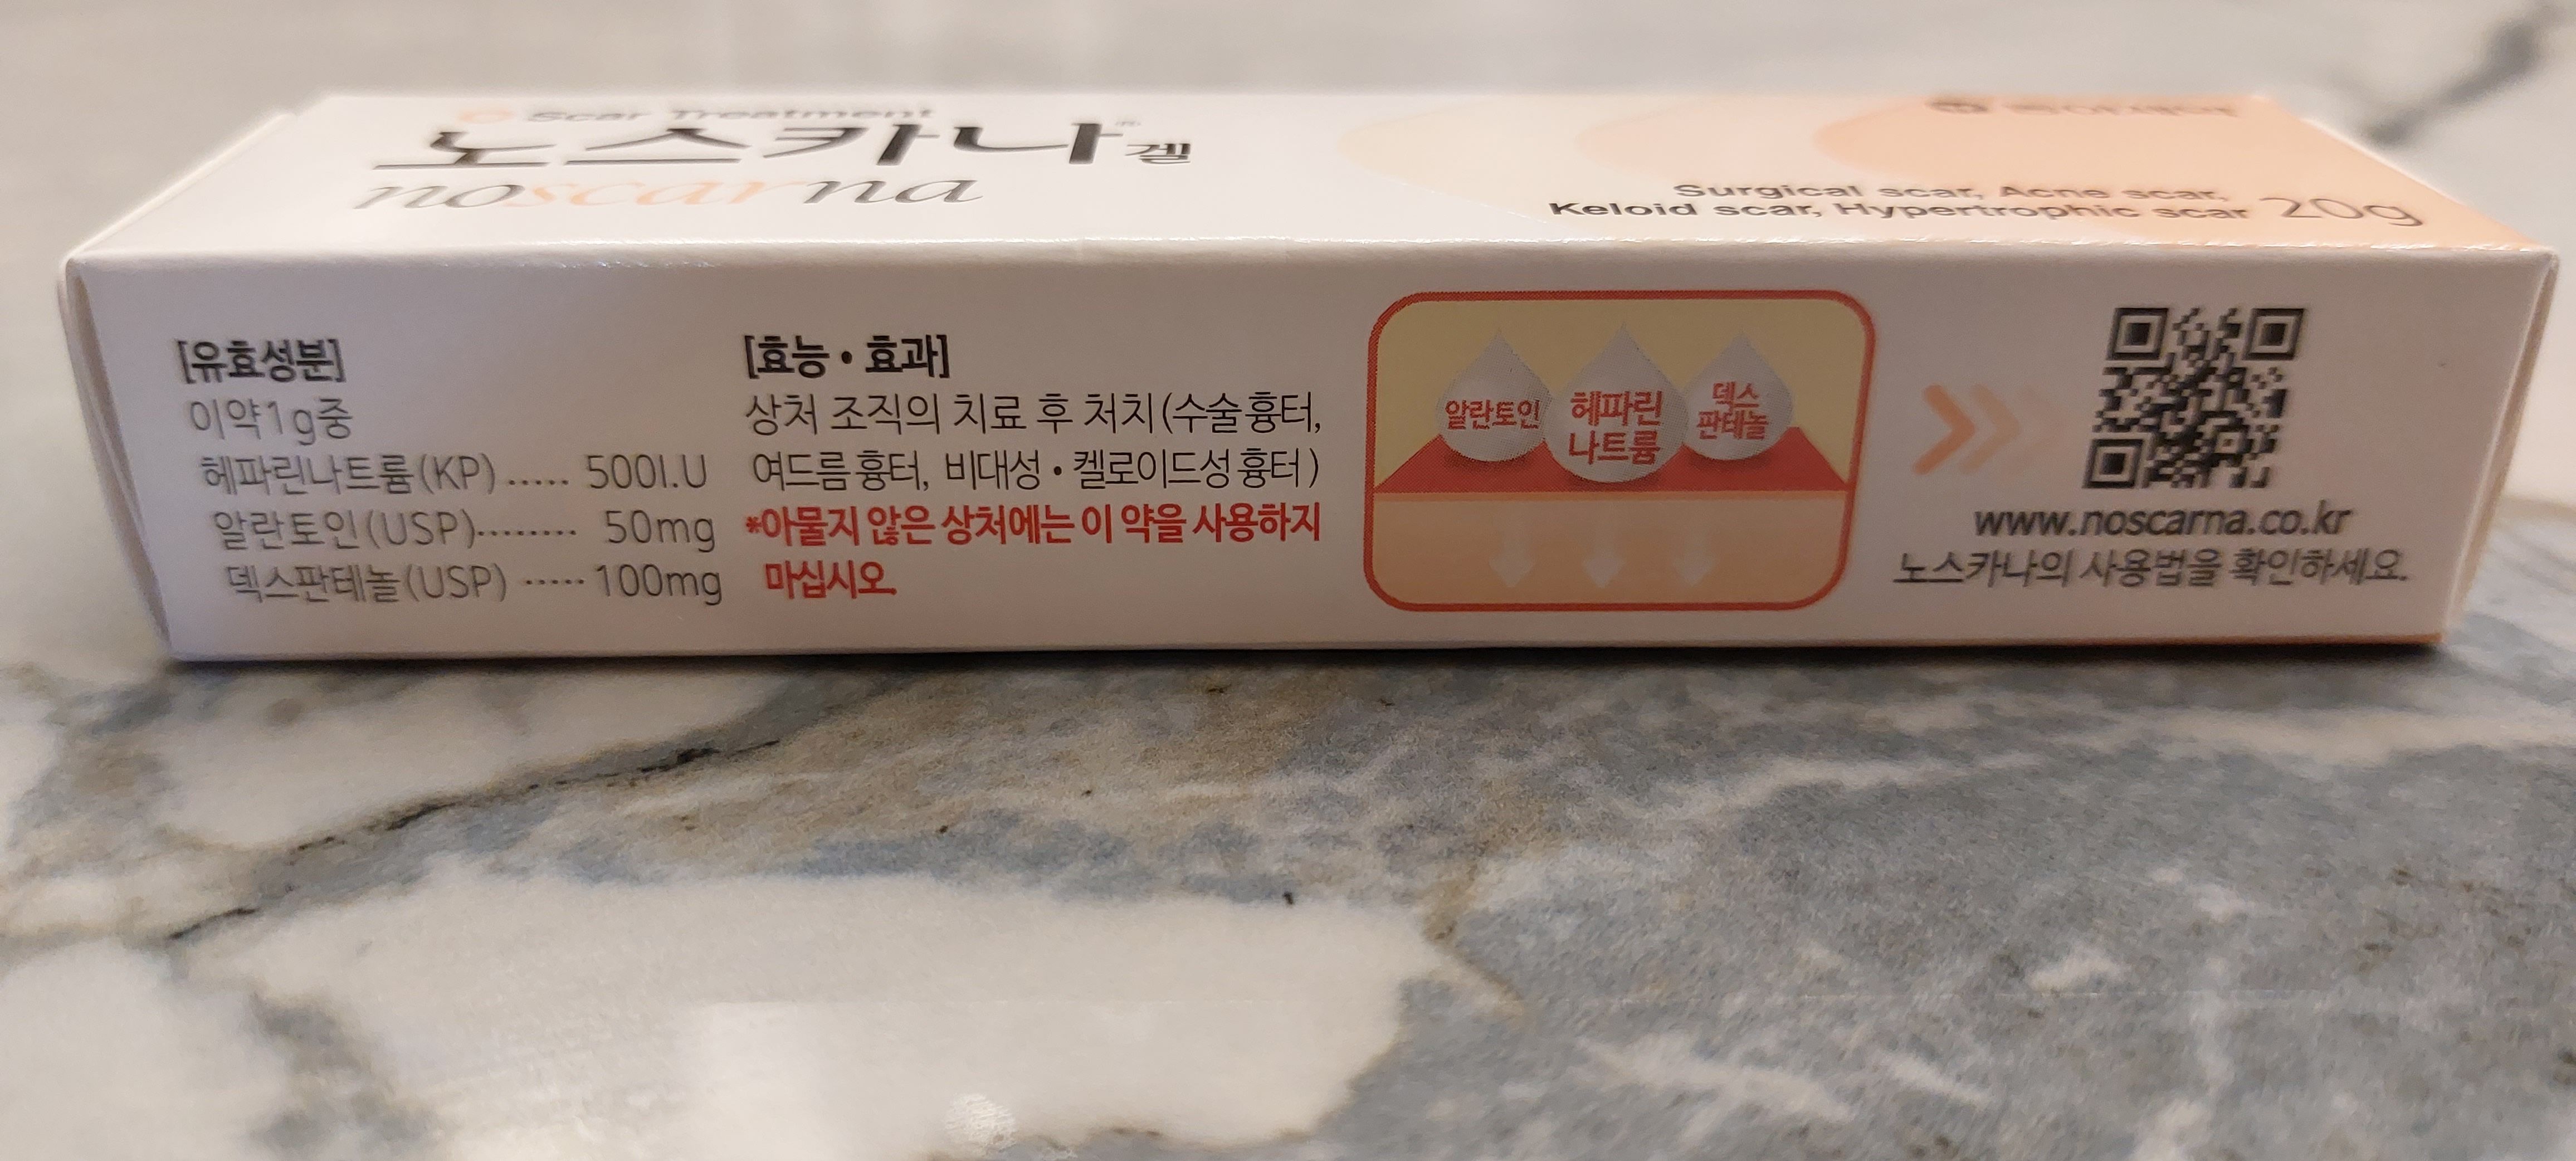 Scar Treatment
노스카나® 겔
noscarna
동아제약
Surgical scar, Acne scar,
Keloid scar, Hypertrophic scar 20g
[유효성분]
이약1g중
헤파린나트륨(KP)..... 500I.U
알란토인(USP)........ 50mg
덱스판테놀(USP) ..... 100mg
[효능•효과]
상처 조직의 치료 후 처치(수술흉터,
여드름흉터, 비대성•켈로이드성흉터)
*아물지 않은 상처에는 이 약을 사용하지
마십시오.
알란토인
헤파린
나트륨
덱스
판테놀
www.noscarna.co.kr
노스카나의 사용법을 확인하세요.